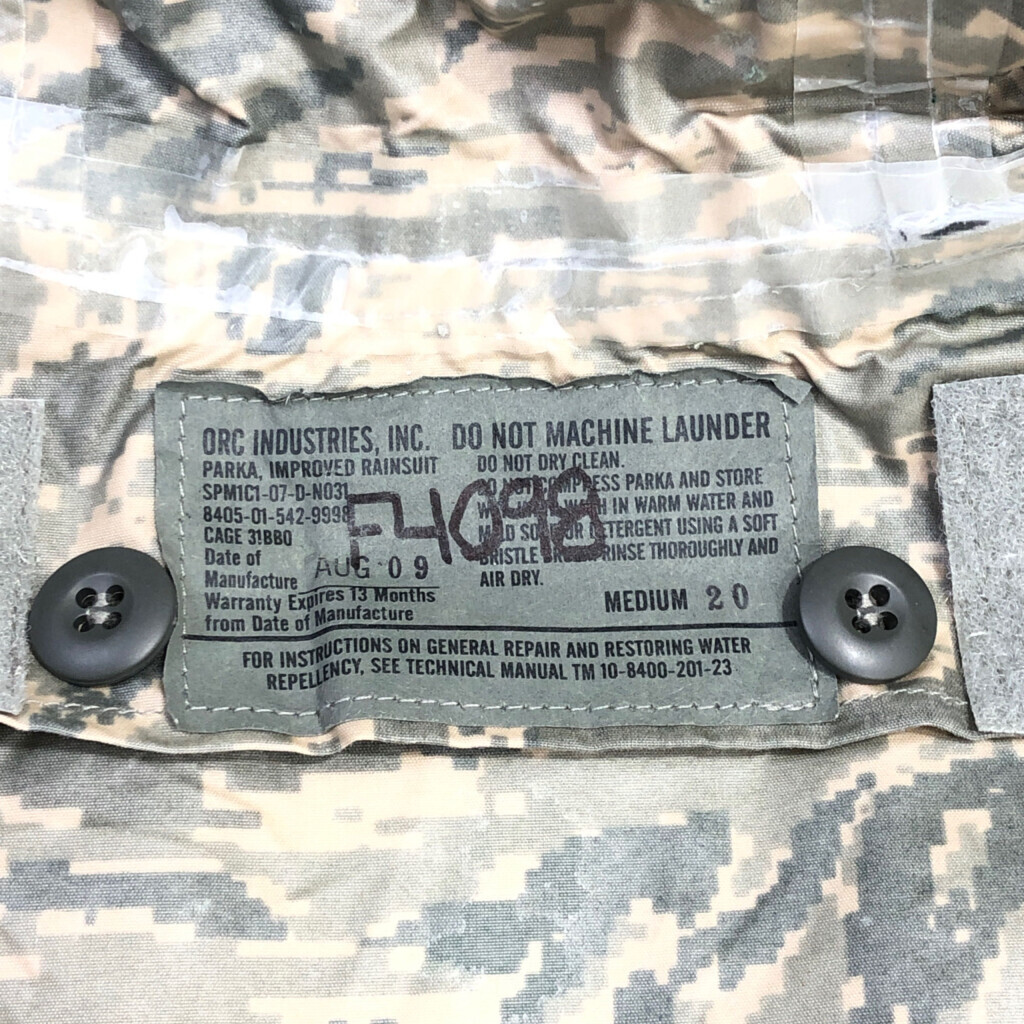 ORC INDUSTRIES, INC. DO NOT MACHINE LAUNDER
PARKA, IMPROVED RAINSUIT
SPM1C1-07-D-N031
8405-01-542-9998
CAGE 31BB0
Date of
Manufacture AUG 09
Warranty Expires 13 Months
from Date of Manufacture
DO NOT DRY CLEAN.
PARKA AND STORE
IN WARM WATER AND
DETERGENT USING A SOFT
BRISTLE RINSE THOROUGHLY AND
AIR DRY.
MEDIUM 20
F4098
FOR INSTRUCTIONS ON GENERAL REPAIR AND RESTORING WATER
REPELLENCY, SEE TECHNICAL MANUAL TM 10-8400-201-23